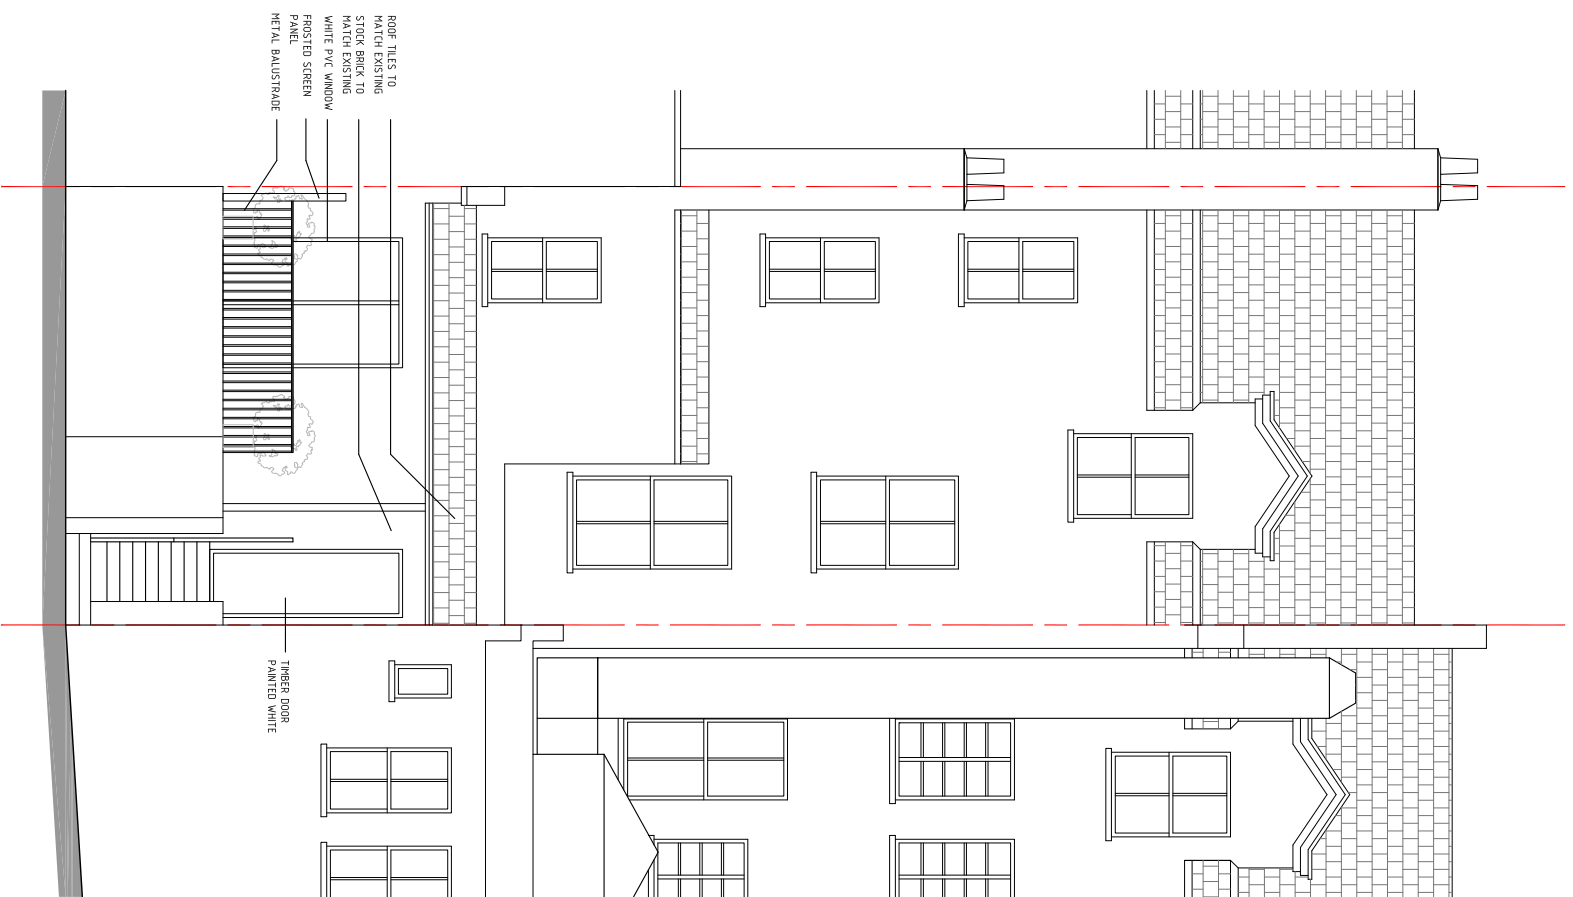 ROOF TILES TO
MATCH EXISTING
STOCK BRICK TO
MATCH EXISTING
WHITE PVC WINDOW
FROSTED SCREEN
PANEL
METAL BALUSTRADE
TIMBER DOOR
PAINTED WHITE